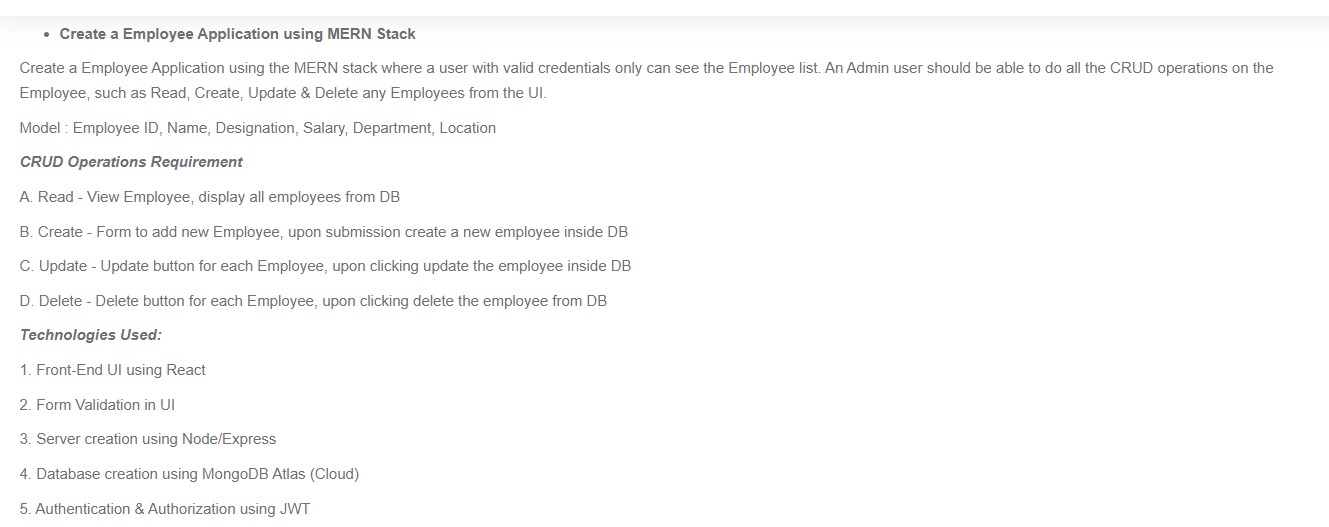 • Create a Employee Application using MERN Stack
Create a Employee Application using the MERN stack where a user with valid credentials only can see the Employee list. An Admin user should be able to do all the CRUD operations on the
Employee, such as Read, Create, Update & Delete any Employees from the UI.
Model : Employee ID, Name, Designation, Salary, Department, Location
CRUD Operations Requirement
A. Read - View Employee, display all employees from DB
B. Create - Form to add new Employee, upon submission create a new employee inside DB
C. Update - Update button for each Employee, upon clicking update the employee inside DB
D. Delete - Delete button for each Employee, upon clicking delete the employee from DB
Technologies Used:
1. Front-End UI using React
2. Form Validation in UI
3. Server creation using Node/Express
4. Database creation using MongoDB Atlas (Cloud)
5. Authentication & Authorization using JWT